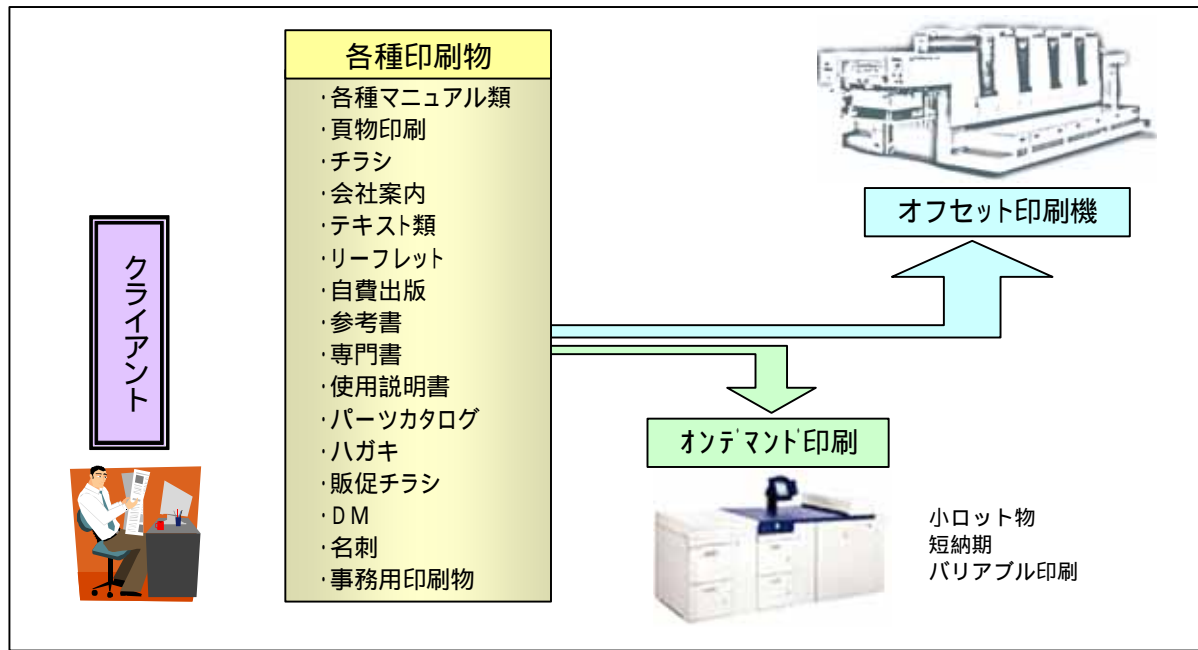 クライアント
各種印刷物
・各種マニュアル類
・頁物印刷
・チラシ
・会社案内
・テキスト類
・リーフレット
・自費出版
・参考書
・専門書
・使用説明書
・パーツカタログ
・ハガキ
・販促チラシ
・ＤＭ
・名刺
・事務用印刷物
オフセット印刷機
オンデマンド印刷
小ロット物
短納期
バリアブル印刷